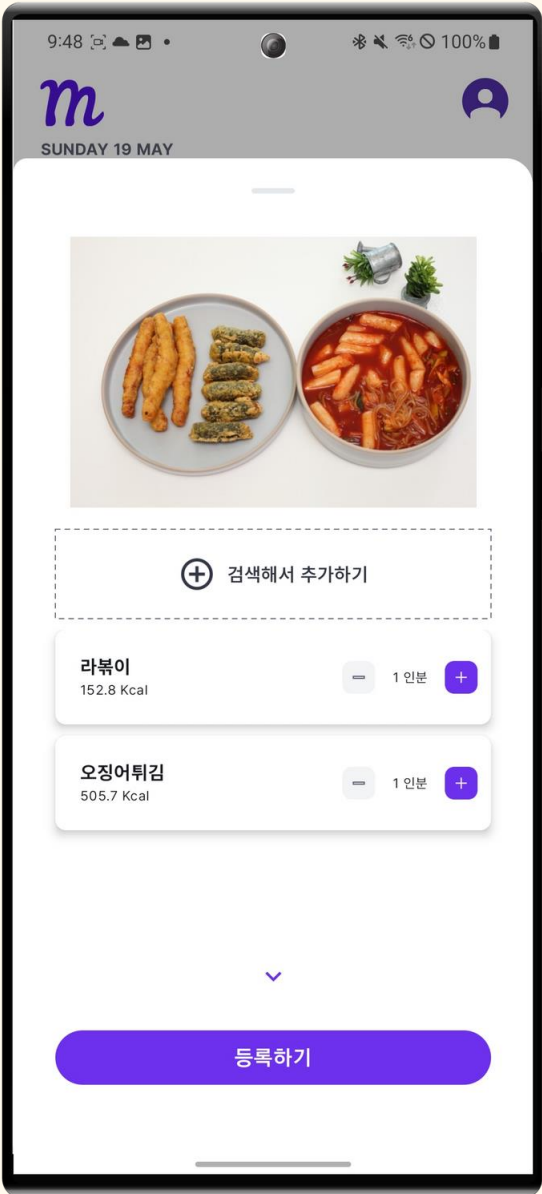 9:48 100%
m
SUNDAY 19 MAY
검색해서 추가하기
라볶이
152.8 Kcal
1 인분
오징어튀김
505.7 Kcal
1 인분
등록하기